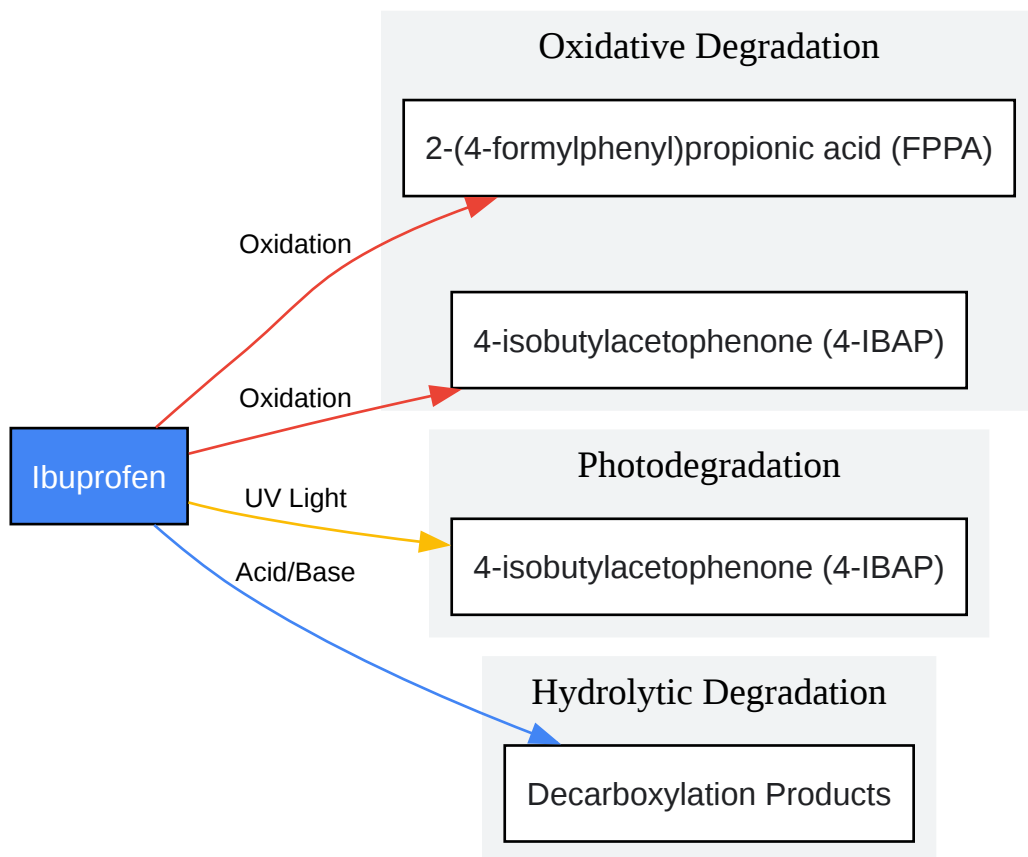 Oxidative Degradation
2-(4-formylphenyl)propionic acid (FPPA)
Oxidation
4-isobutylacetophenone (4-IBAP)
Oxidation
Ibuprofen
Photodegradation
UV Light
4-isobutylacetophenone (4-IBAP)
Acid/Base
Hydrolytic Degradation
Decarboxylation Products